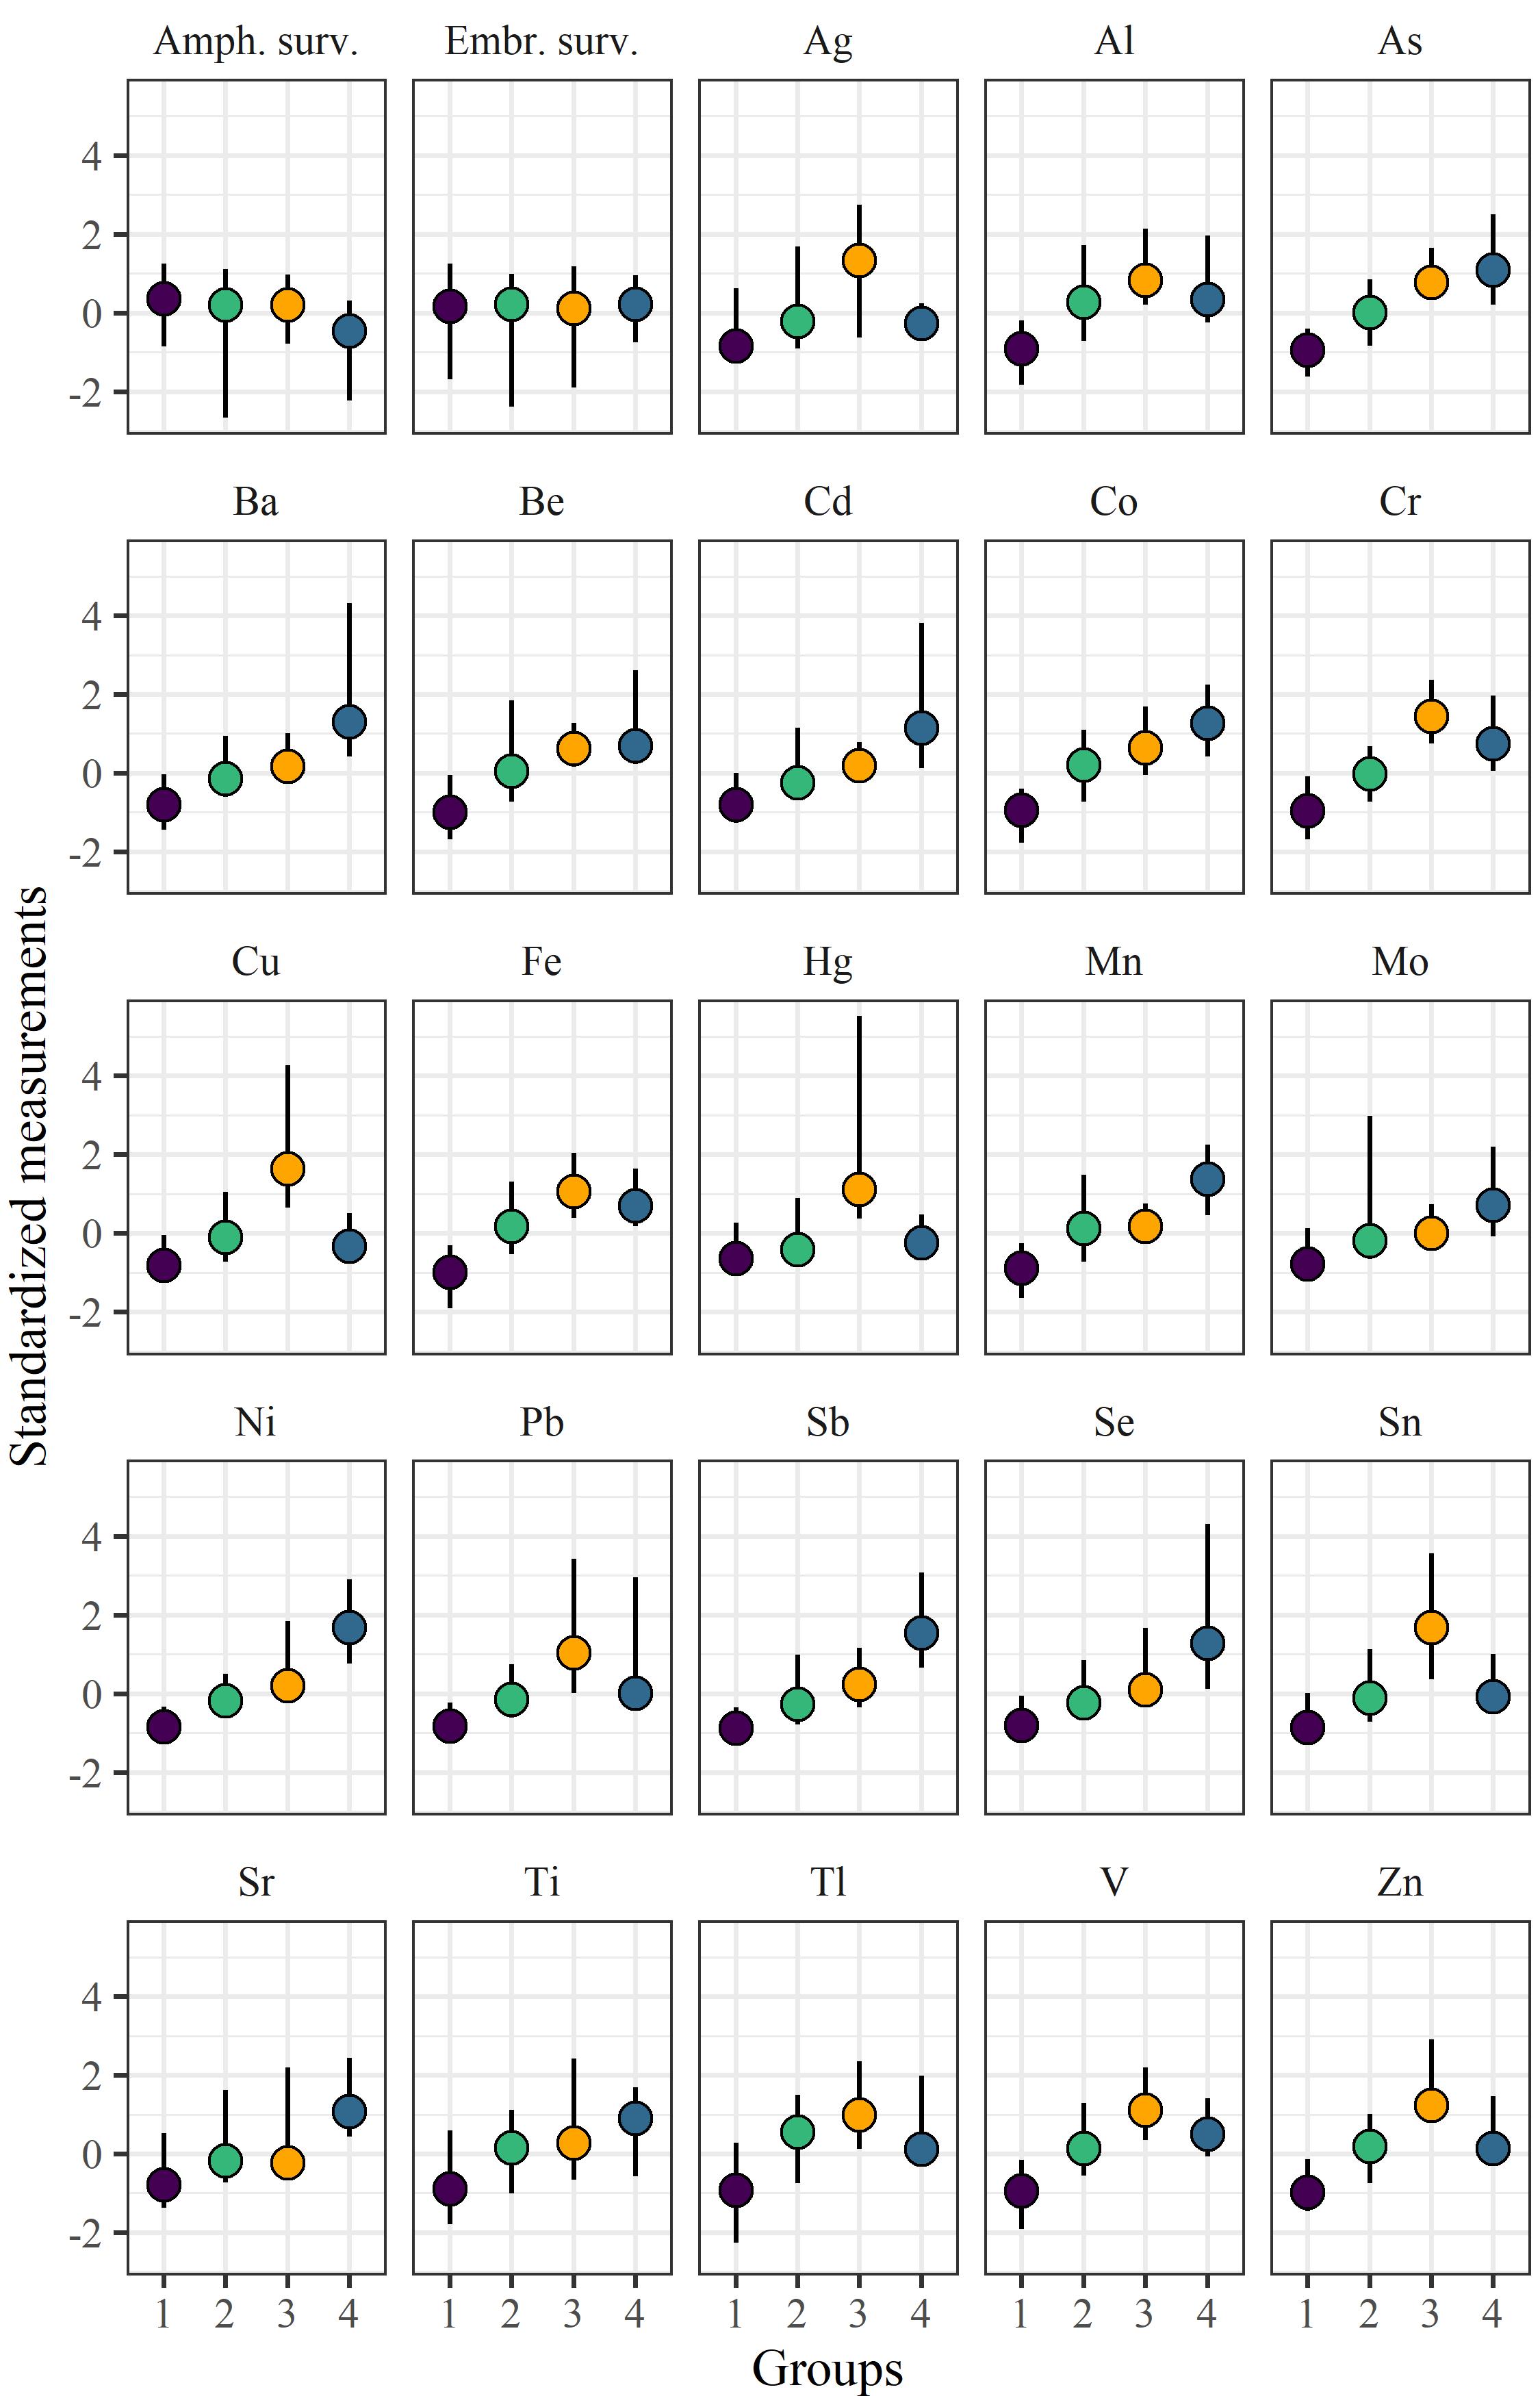 Amph. surv. Embr. surv. Ag Al As
4
2
0
-2
Ba Be Cd Co Cr
4
2
0
-2
Cu Fe Hg Mn Mo
4
2
0
-2
Ni Pb Sb Se Sn
4
2
0
-2
Sr Ti Tl V Zn
4
2
0
-2
1 2 3 4 1 2 3 4 1 2 3 4 1 2 3 4 1 2 3 4
Groups
Standardized measurements